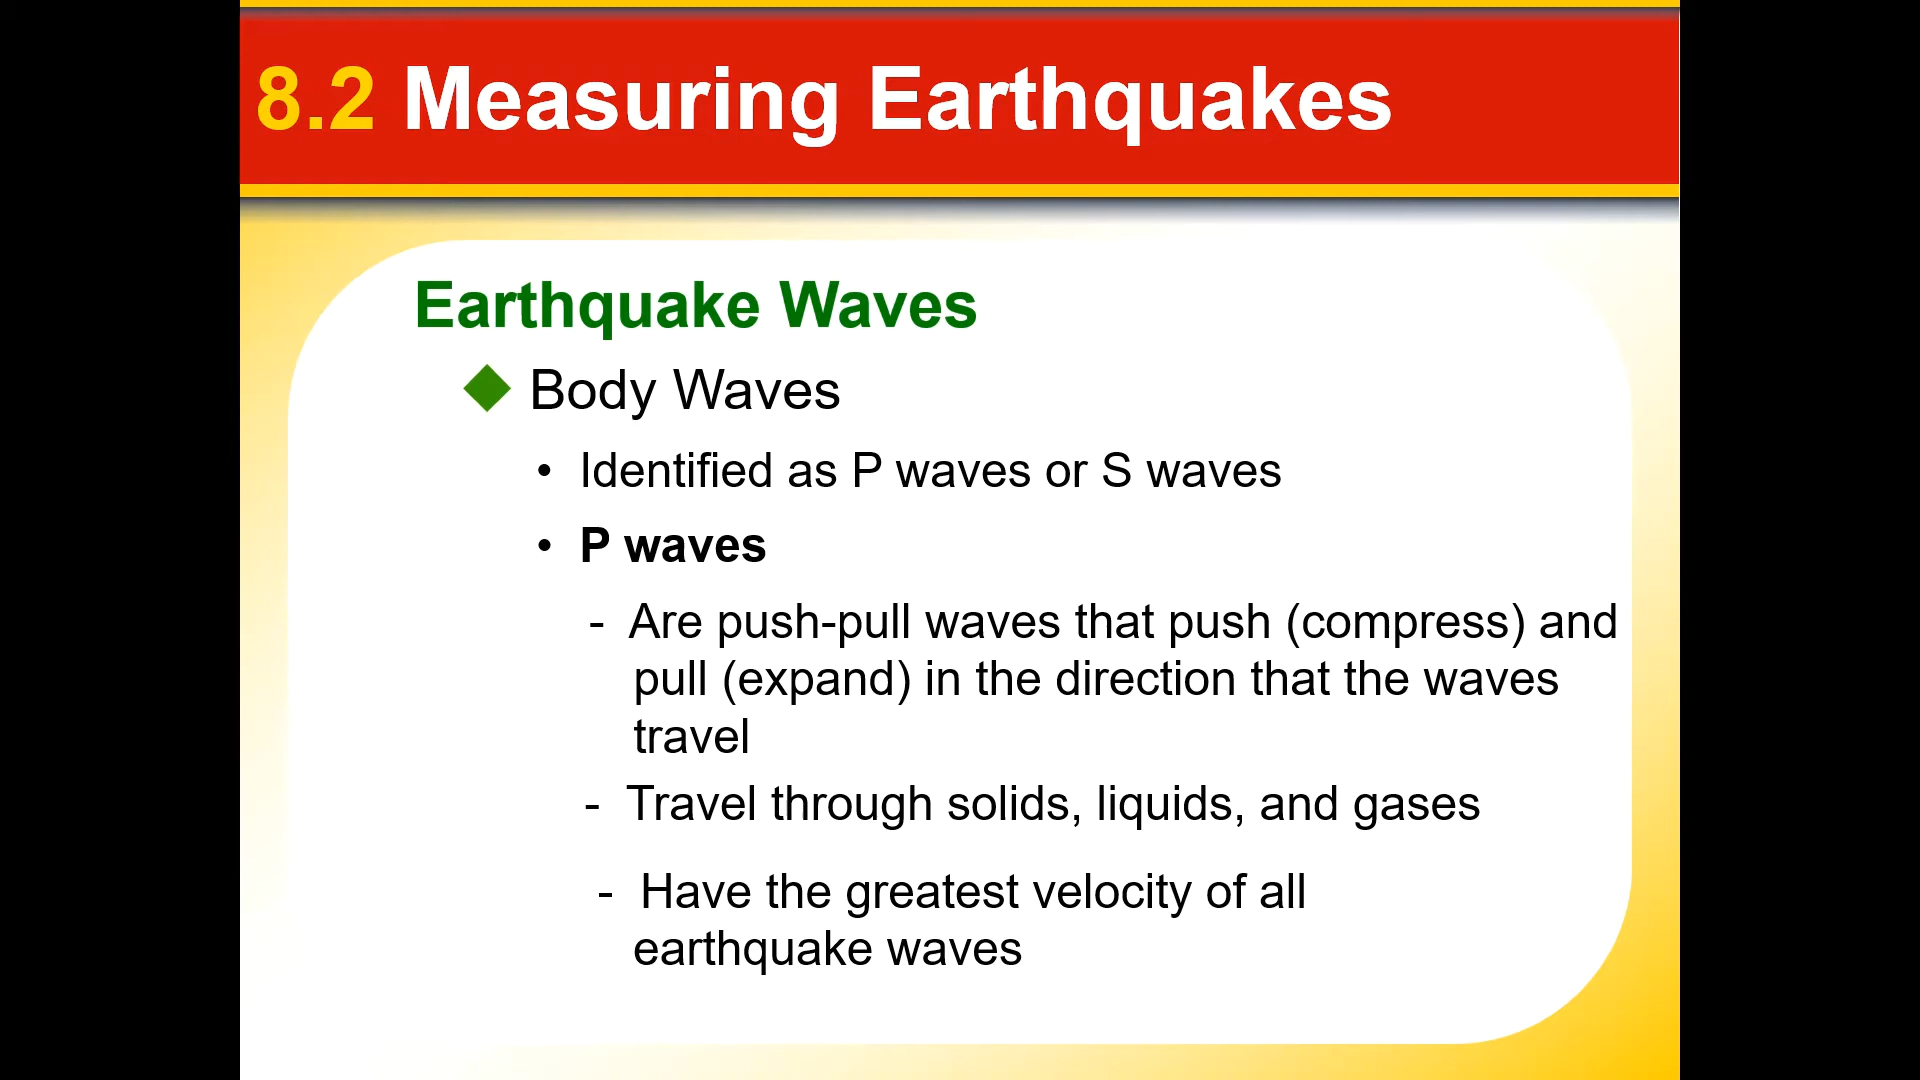 8.2 Measuring Earthquakes
Earthquake Waves
Body Waves
• Identified as P waves or S waves
• P waves
- Are push-pull waves that push (compress) and
pull (expand) in the direction that the waves
travel
- Travel through solids, liquids, and gases
- Have the greatest velocity of all
earthquake waves